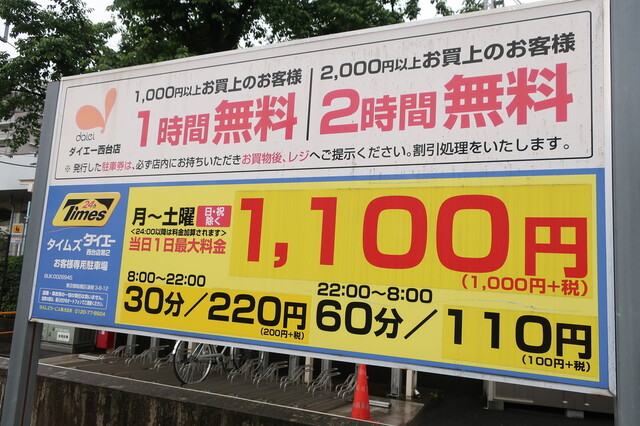 1,000円以上お買上のお客様
1時間 無料
2,000円以上お買上のお客様
2時間 無料
daiei
ダイエー西台店
※ 発行した駐車券は、必ず店内にお持ちいただきお買物後、レジへご提示ください。割引処理をいたします。
24h
Times
タイムズダイエー
西台店第2
お客様専用駐車場
月～土曜 日・祝除く
<24:00以降は料金加算されます>
当日1日最大料金
1,100円
(1,000円+税)
8:00～22:00
30分／220円
(200円+税)
22:00～8:00
60分／110円
(100円+税)